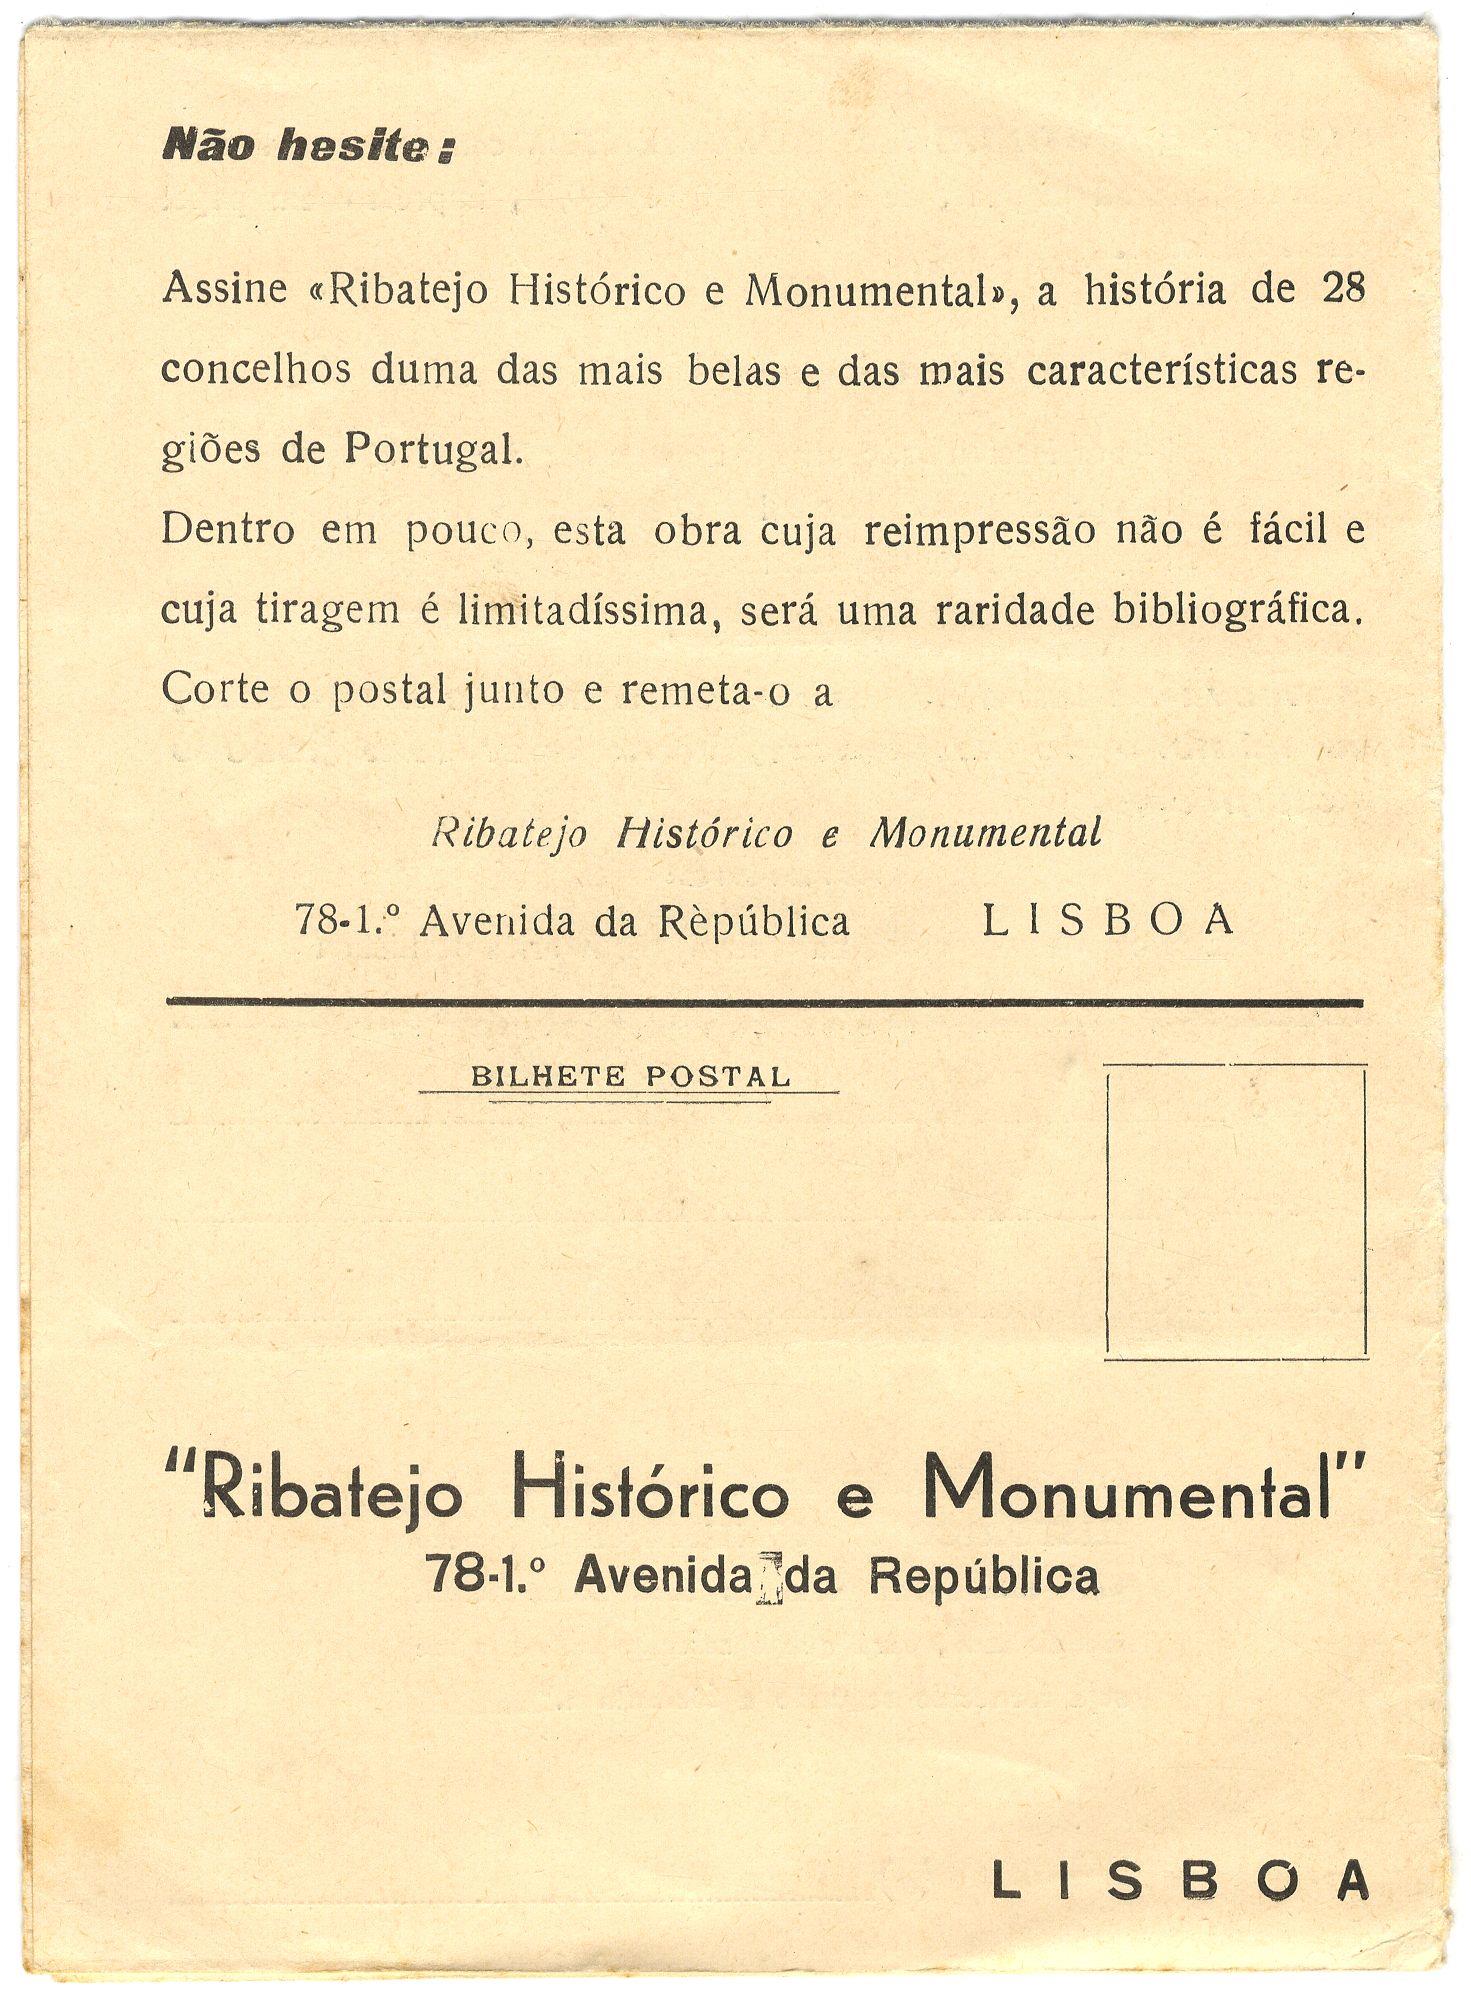 Não hesite:
Assine «Ribatejo Histórico e Monumental», a história de 28
concelhos duma das mais belas e das mais características re-
giões de Portugal.
Dentro em pouco, esta obra cuja reimpressão não é fácil e
cuja tiragem é limitadíssima, será uma raridade bibliográfica.
Corte o postal junto e remeta-o a
Ribatejo Histórico e Monumental
78-1.º Avenida da Rèpública LISBOA
BILHETE POSTAL
"Ribatejo Histórico e Monumental"
78-1.º Avenida da República
LISBOA